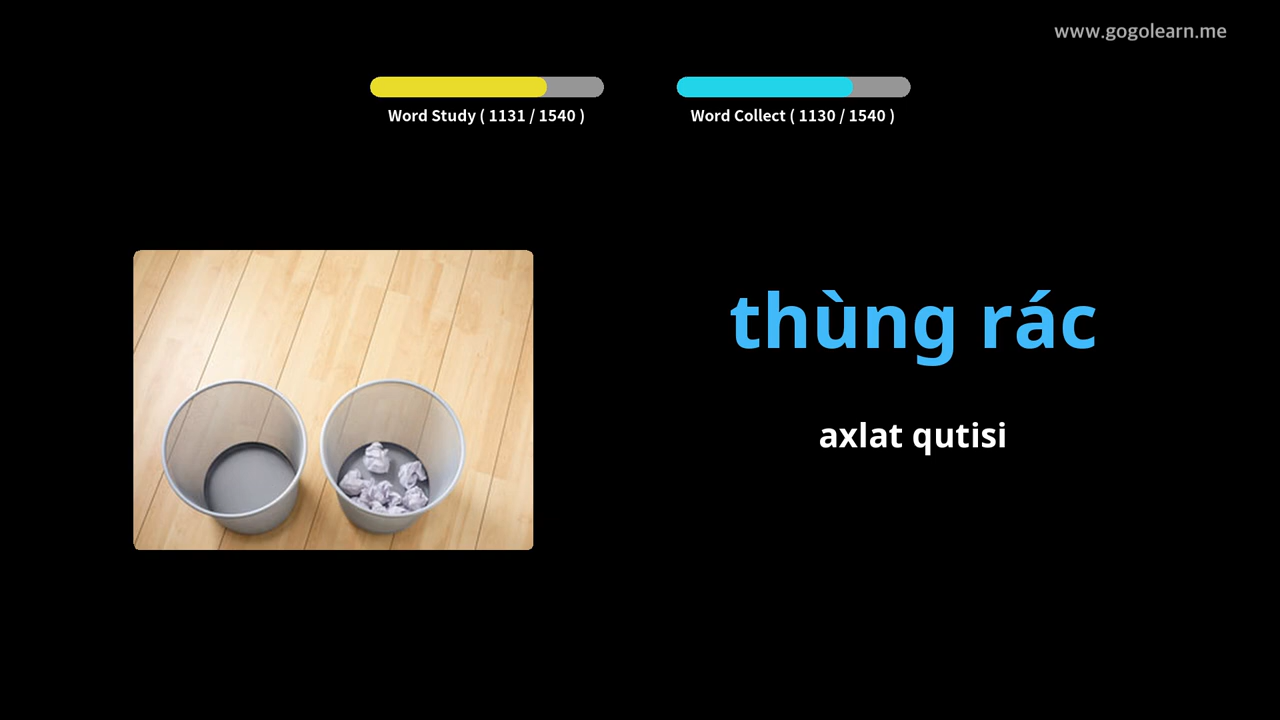 www.gogolearn.me
Word Study ( 1131 / 1540 )
Word Collect ( 1130 / 1540 )
thùng rác
axlat qutisi